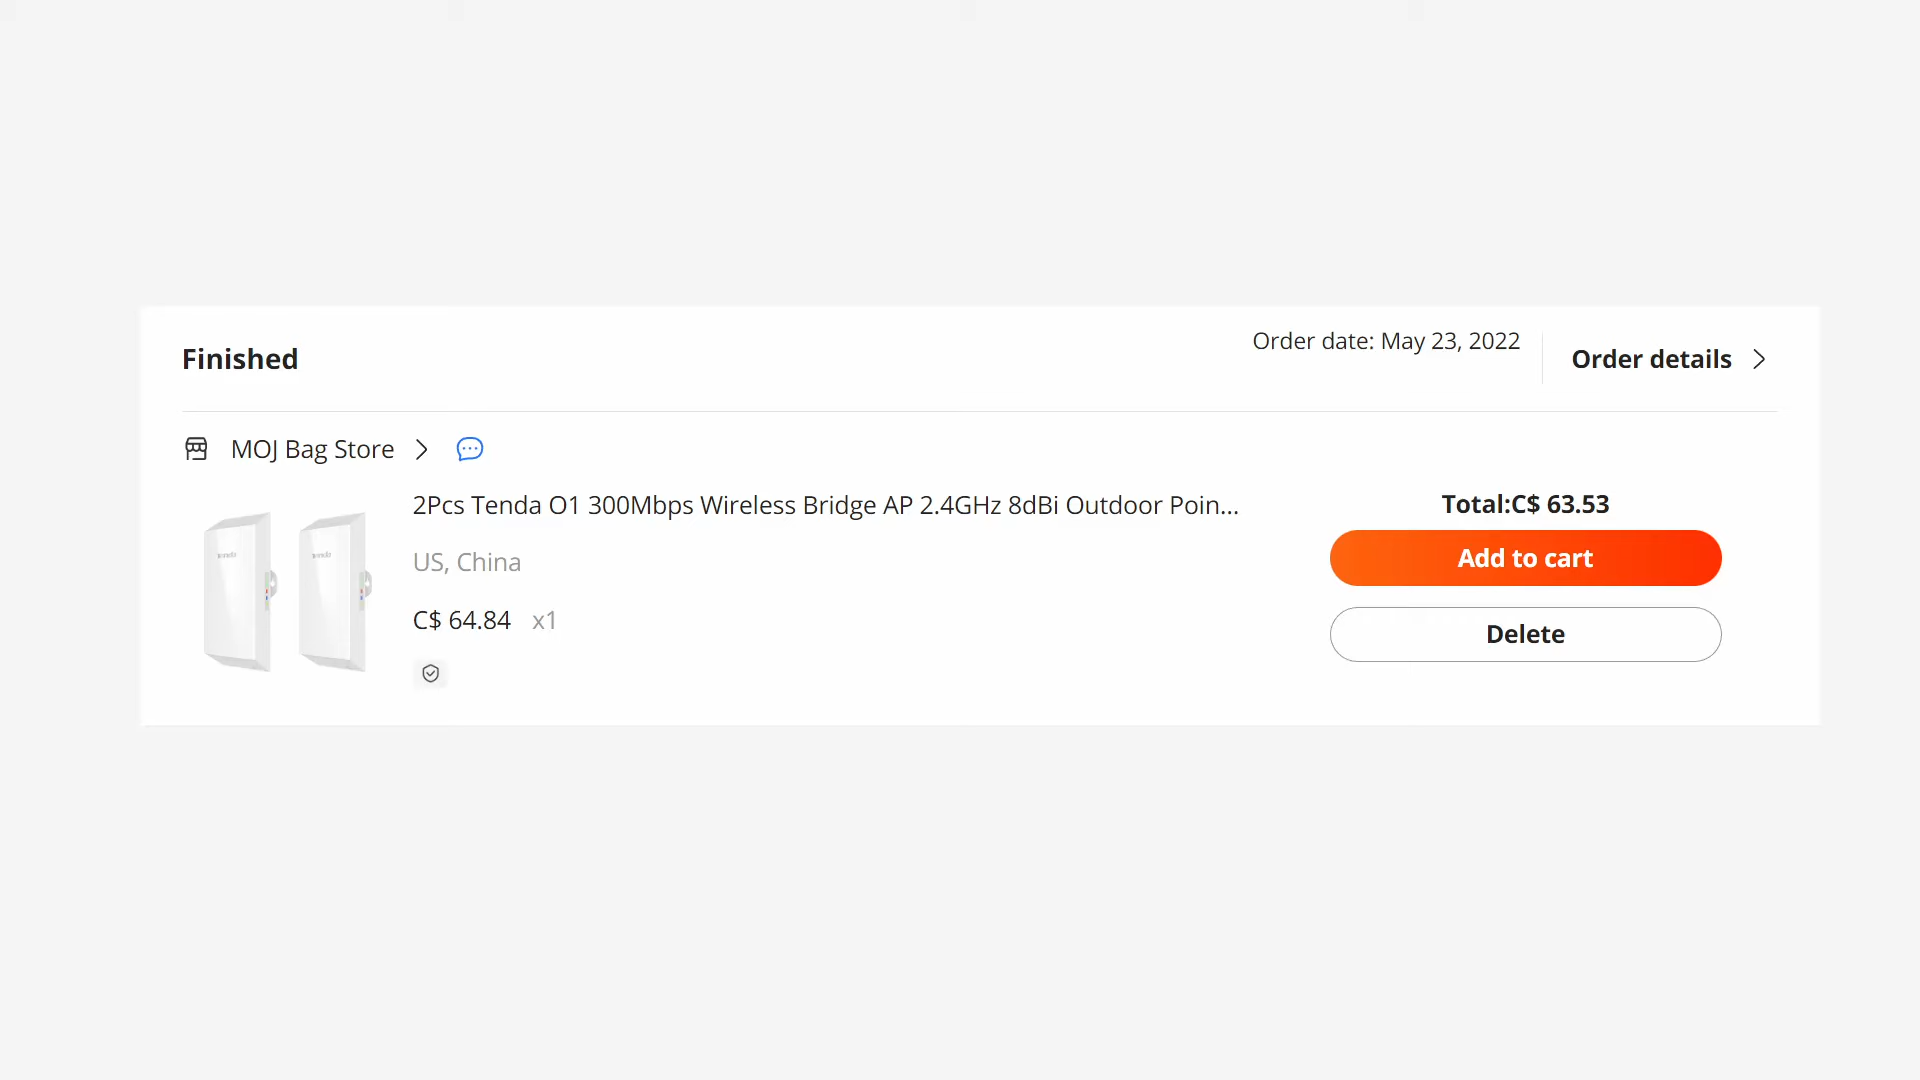 Finished
Order date: May 23, 2022
Order details
MOJ Bag Store
2Pcs Tenda O1 300Mbps Wireless Bridge AP 2.4GHz 8dBi Outdoor Poin...
US, China
C$ 64.84 x1
Total:C$ 63.53
Add to cart
Delete